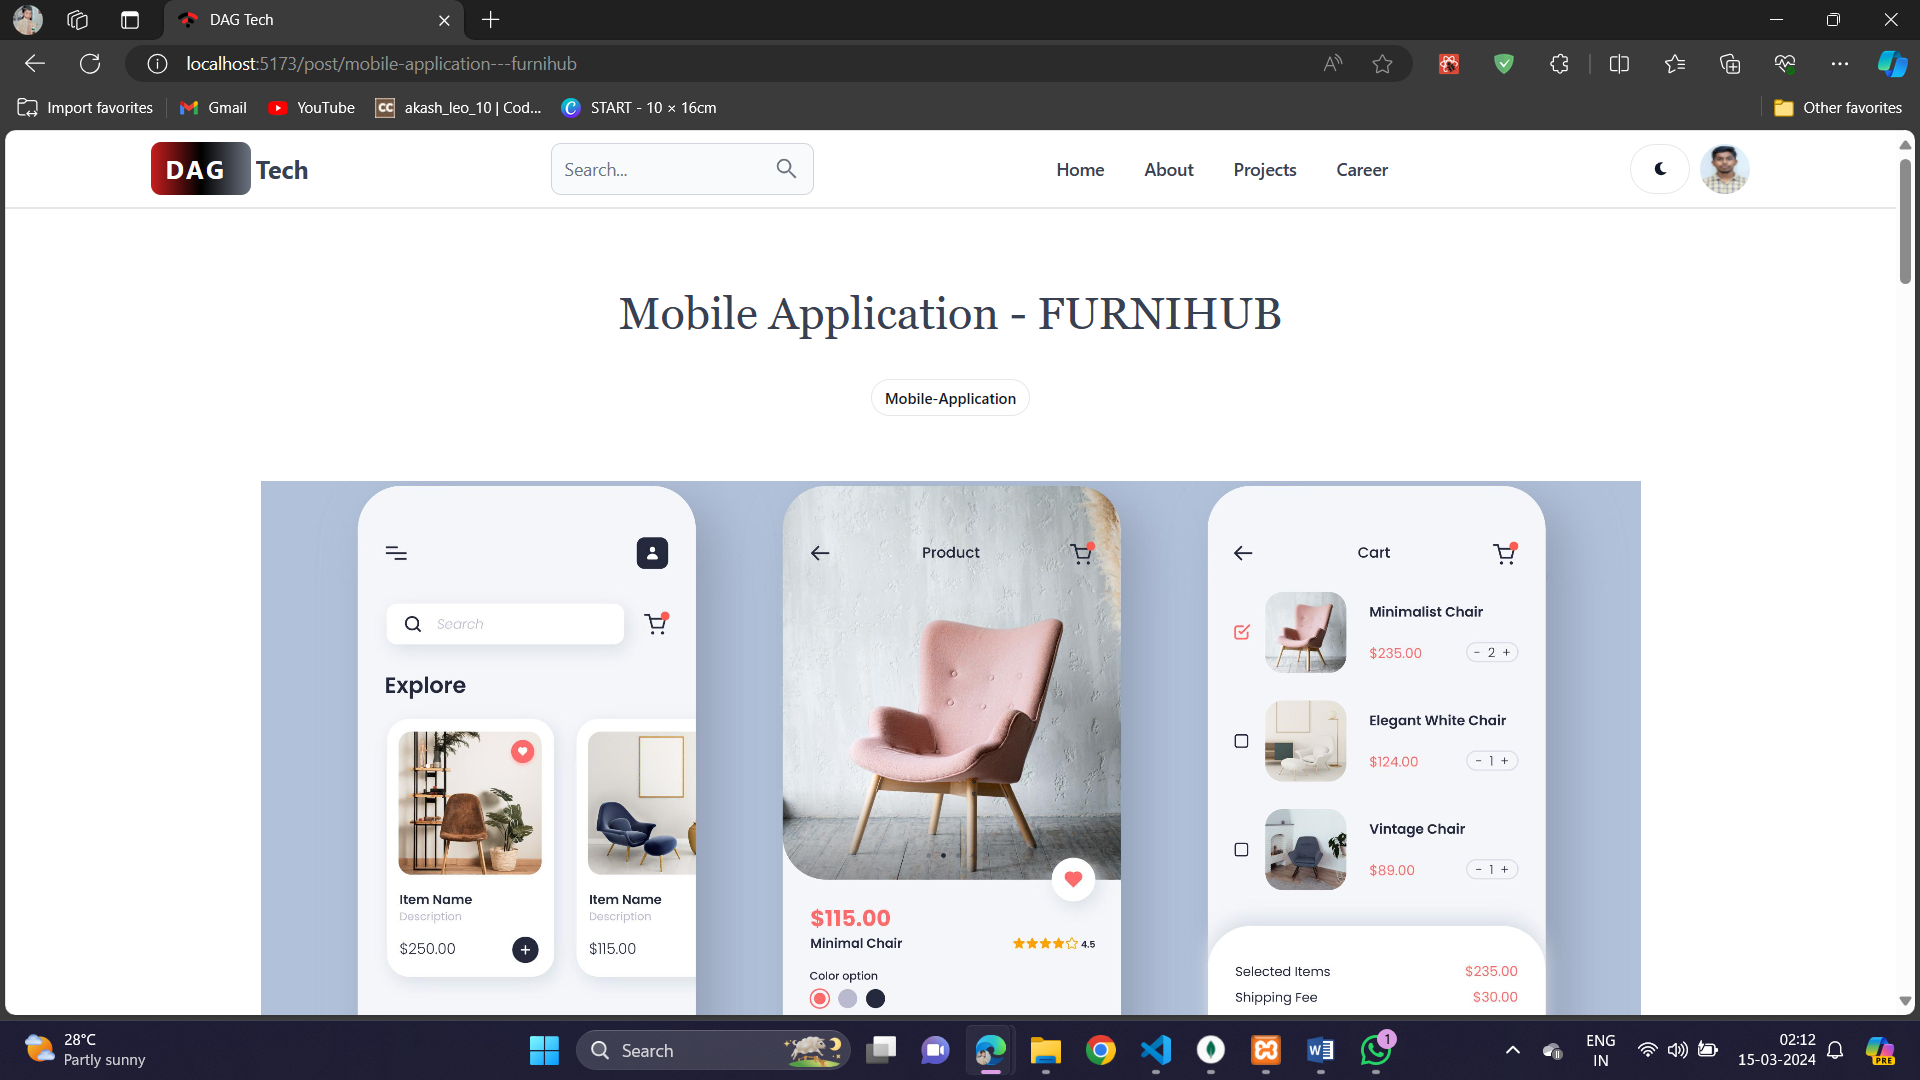 DAG Tech
localhost:5173/post/mobile-application---furnihub
Import favorites
Gmail
YouTube
akash_leo_10 | Cod...
START - 10 × 16cm
Other favorites
DAG Tech
Search...
Home
About
Projects
Career
Mobile Application - FURNIHUB
Mobile-Application
Search
Explore
Item Name
Description
$250.00
Item Name
Description
$115.00
Product
$115.00
Minimal Chair
4.5
Color option
Cart
Minimalist Chair
$235.00
- 2 +
Elegant White Chair
$124.00
- 1 +
Vintage Chair
$89.00
- 1 +
Selected Items $235.00
Shipping Fee $30.00
28°C
Partly sunny
Search
1
ENG
IN
02:12
15-03-2024
PRE